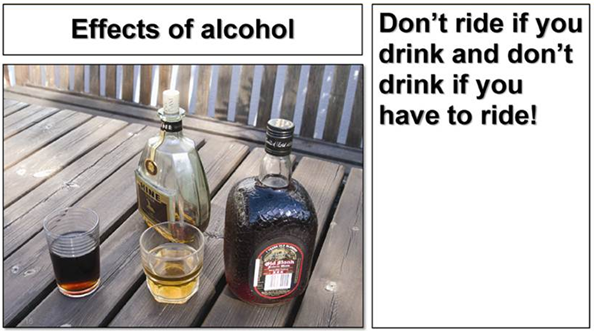 Effects of alcohol
Don’t ride if you
drink and don’t
drink if you
have to ride!
Old Monk